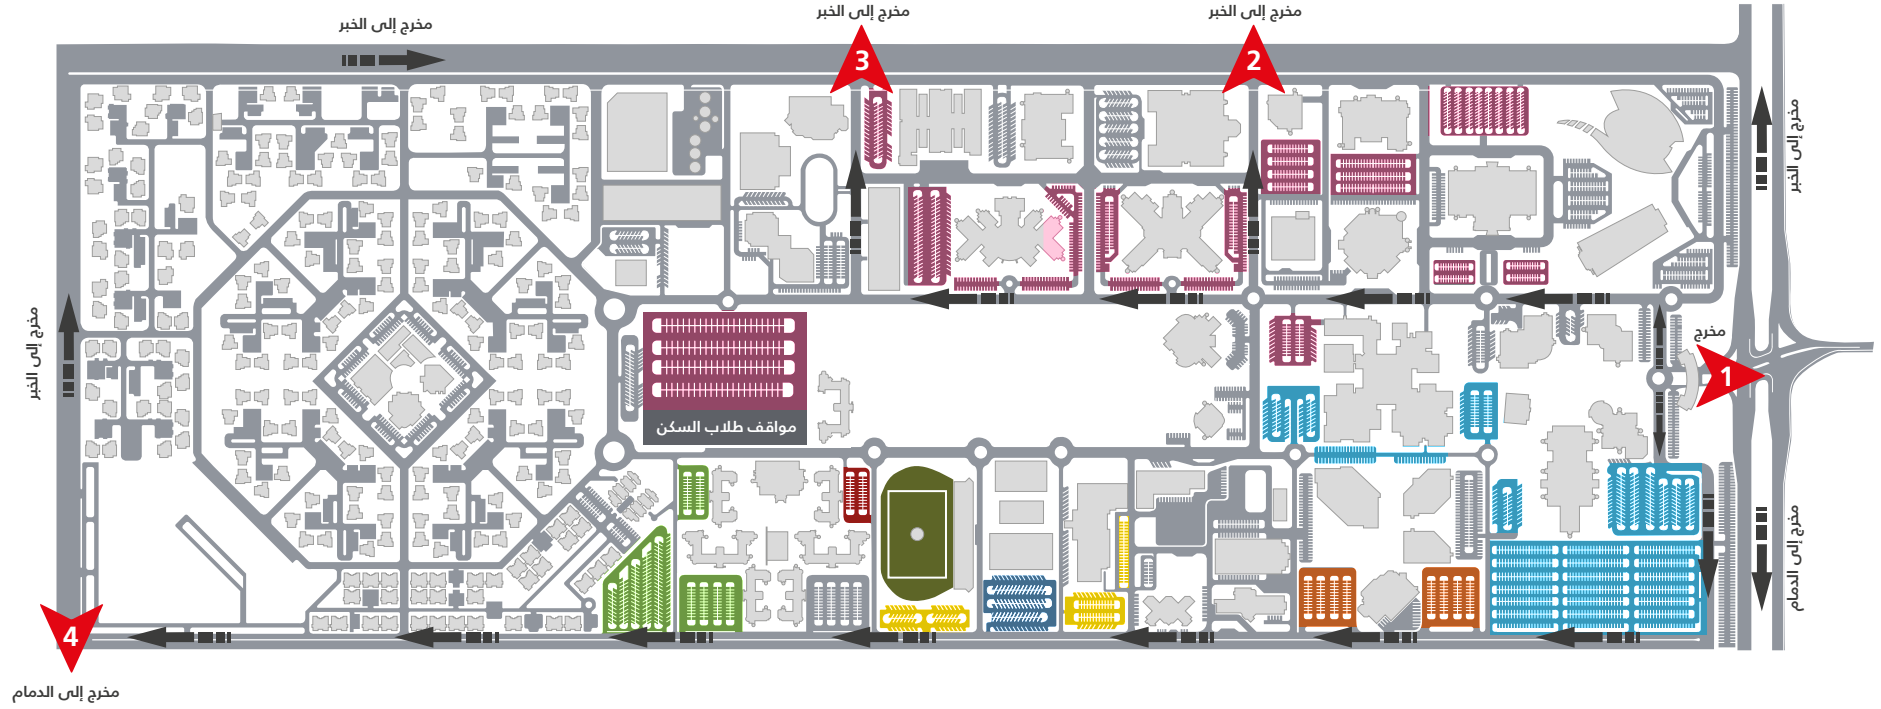 مخرج إلى الخبر
مخرج إلى الخبر
مخرج إلى الخبر
3
2
مخرج إلى الخبر
مخرج إلى الخبر
مخرج
1
مواقف طلاب السكن
مخرج إلى الدمام
4
مخرج إلى الدمام